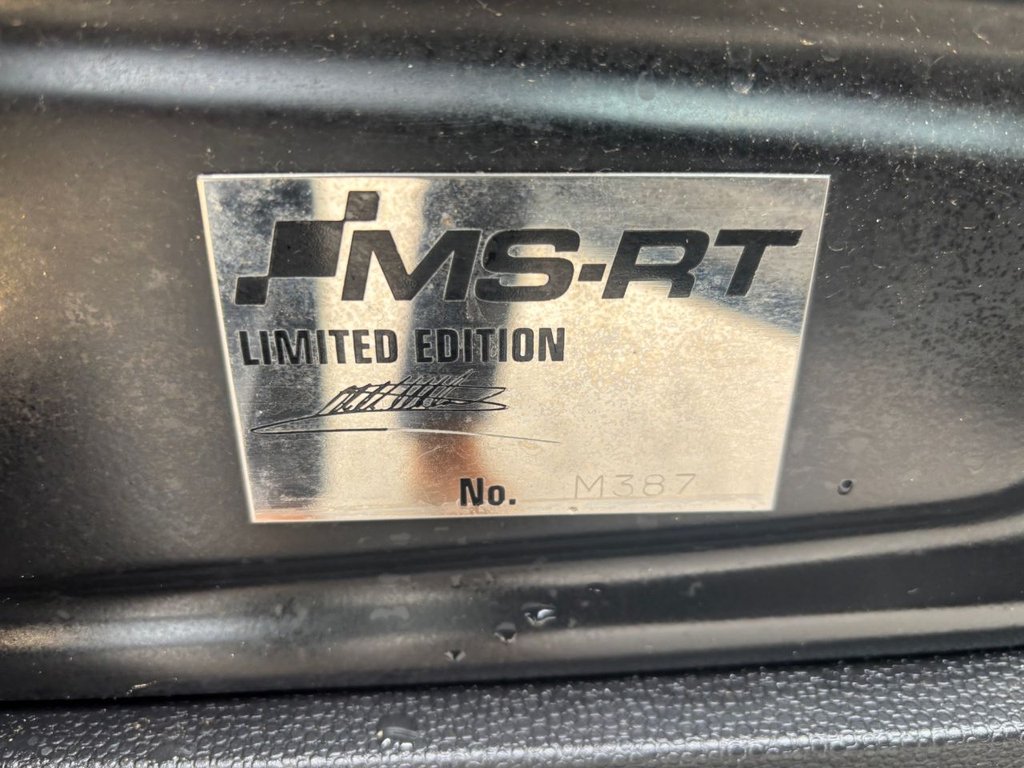 MS-RT
LIMITED EDITION
No. M387